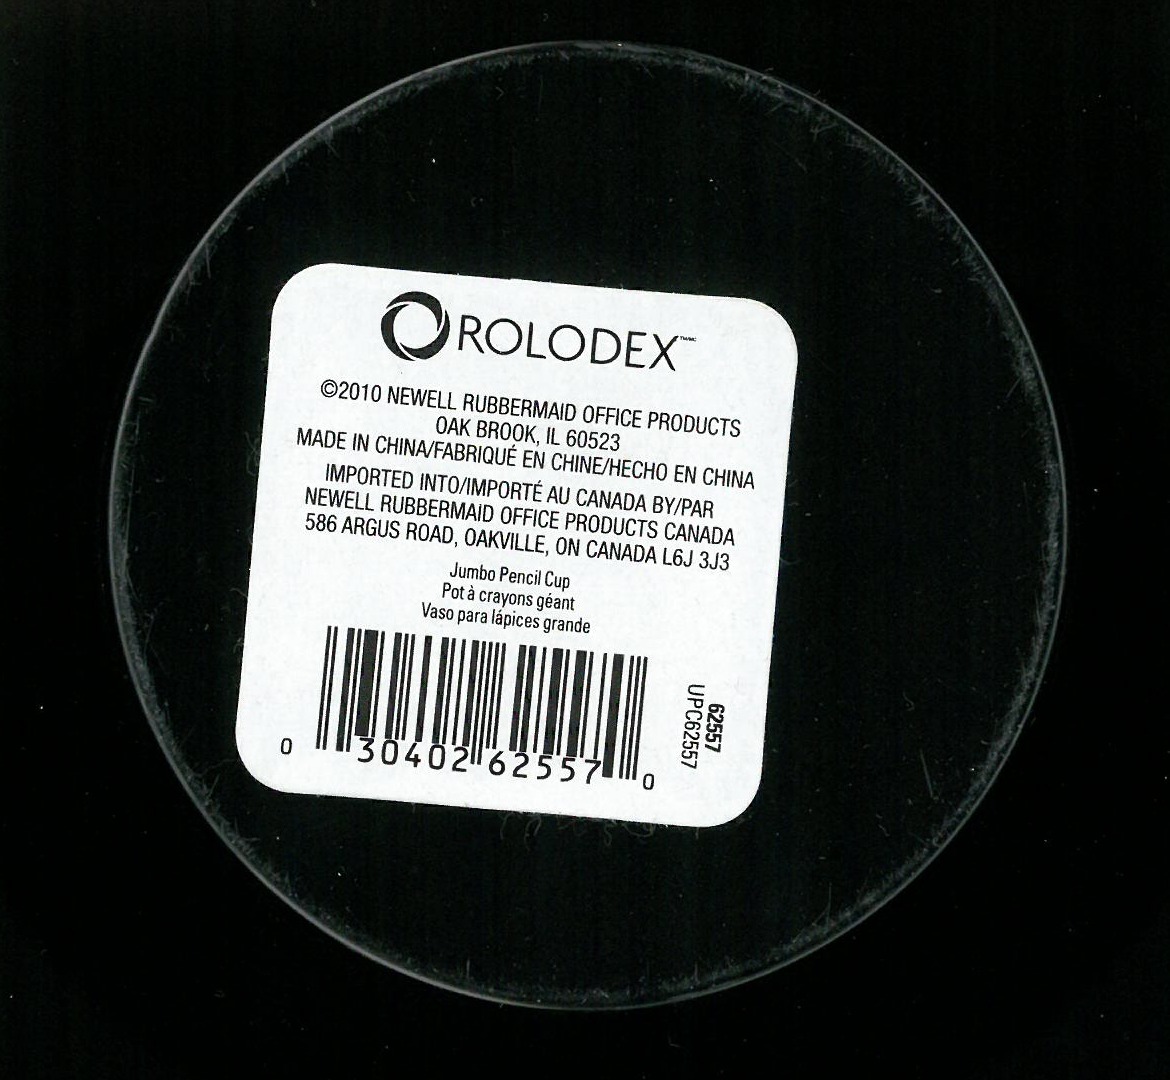 ROLODEX™/MC
©2010 NEWELL RUBBERMAID OFFICE PRODUCTS
OAK BROOK, IL 60523
MADE IN CHINA/FABRIQUÉ EN CHINE/HECHO EN CHINA
IMPORTED INTO/IMPORTÉ AU CANADA BY/PAR
NEWELL RUBBERMAID OFFICE PRODUCTS CANADA
586 ARGUS ROAD, OAKVILLE, ON CANADA L6J 3J3
Jumbo Pencil Cup
Pot à crayons géant
Vaso para lápices grande
0 30402 62557 0
62557
UPC62557